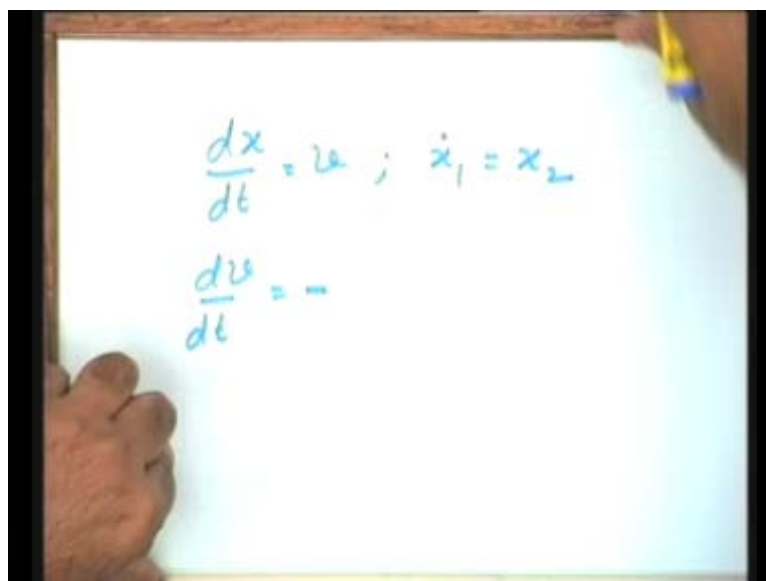 dx/dt = v ; ẋ₁ = x₂
dv/dt = -